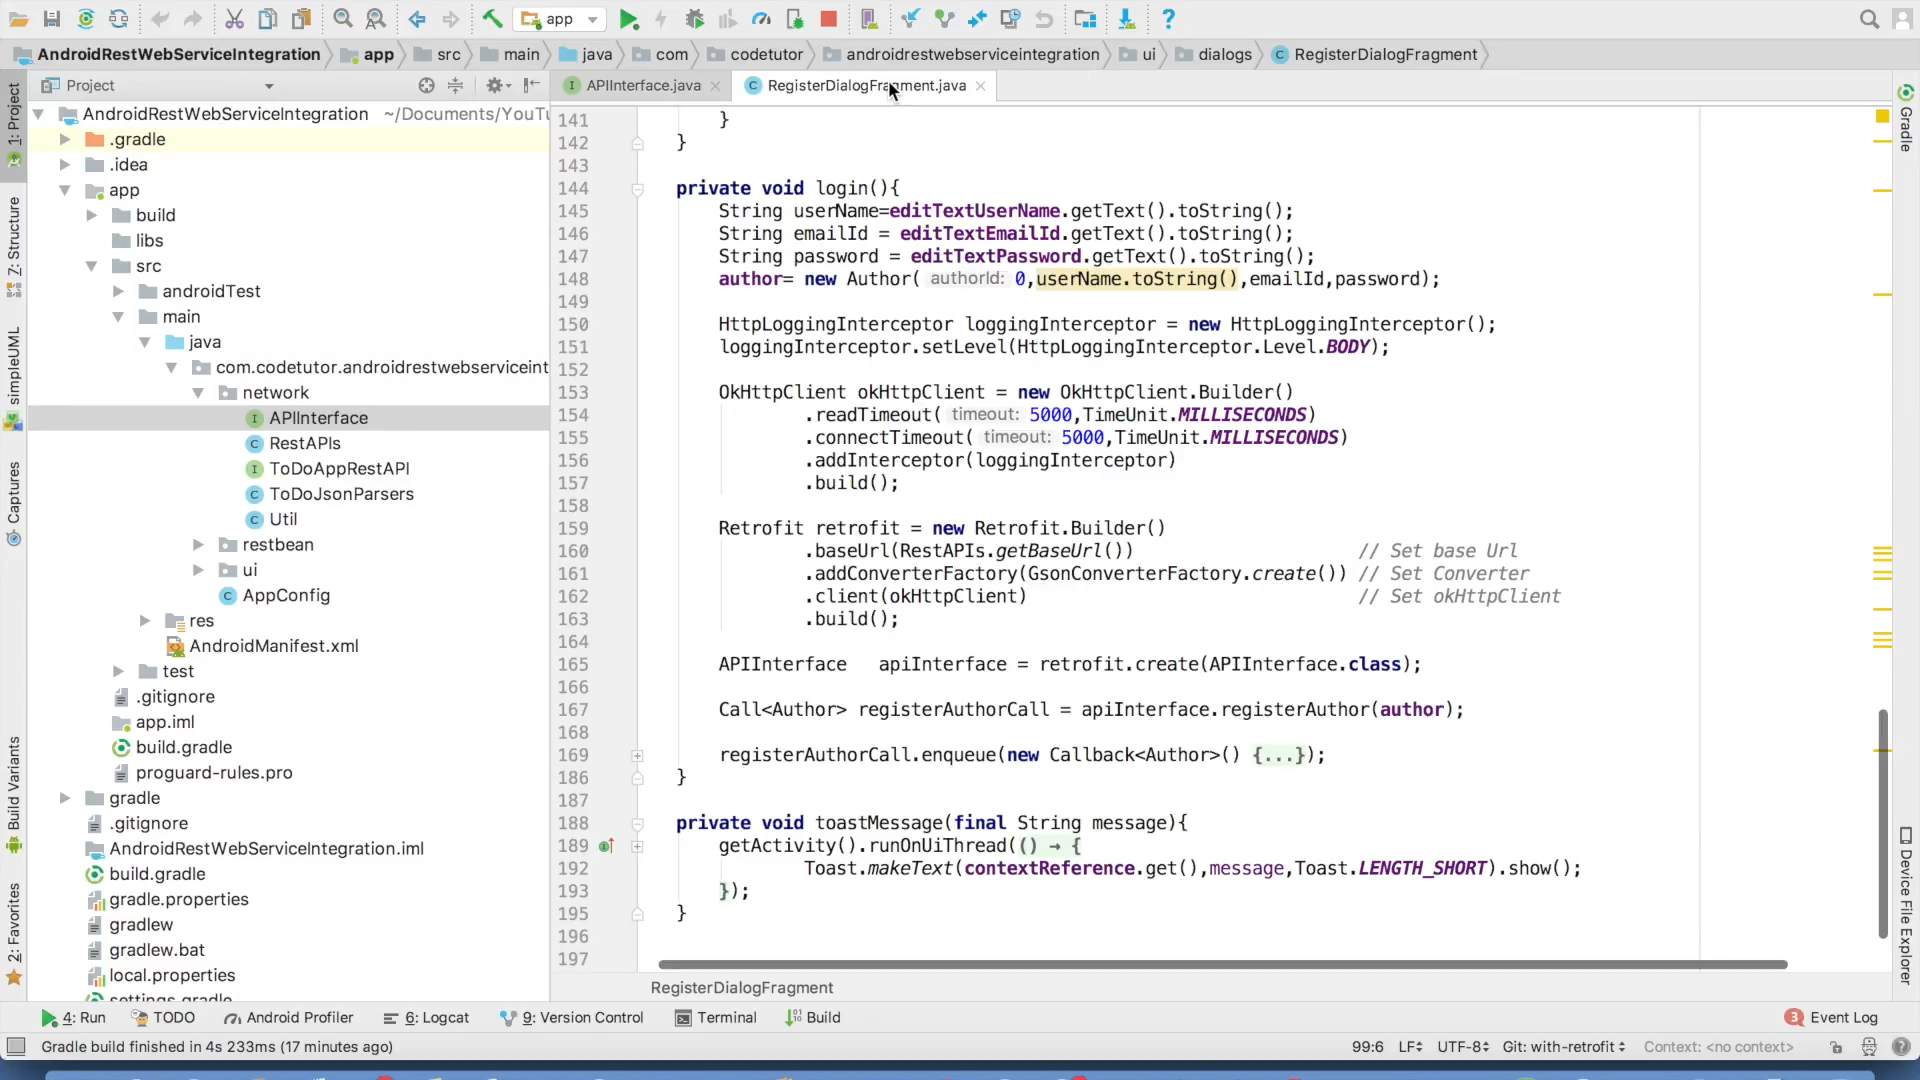 app
AndroidRestWebServiceIntegration app src main java com codetutor androidrestwebserviceintegration ui dialogs RegisterDialogFragment
Project
APIInterface.java
RegisterDialogFragment.java
1: Project
Z: Structure
simpleUML
Captures
Build Variants
2: Favorites
AndroidRestWebServiceIntegration ~/Documents/YouTu
.gradle
.idea
app
build
libs
src
androidTest
main
java
com.codetutor.androidrestwebserviceint
network
APIInterface
RestAPIs
ToDoAppRestAPI
ToDoJsonParsers
Util
restbean
ui
AppConfig
res
AndroidManifest.xml
test
.gitignore
app.iml
build.gradle
proguard-rules.pro
gradle
.gitignore
AndroidRestWebServiceIntegration.iml
build.gradle
gradle.properties
gradlew
gradlew.bat
local.properties
settings.gradle
141 }
142 }
143
144 private void login(){
145 String userName=editTextUserName.getText().toString();
146 String emailId = editTextEmailId.getText().toString();
147 String password = editTextPassword.getText().toString();
148 author= new Author( authorId: 0,userName.toString(),emailId,password);
149
150 HttpLoggingInterceptor loggingInterceptor = new HttpLoggingInterceptor();
151 loggingInterceptor.setLevel(HttpLoggingInterceptor.Level.BODY);
152
153 OkHttpClient okHttpClient = new OkHttpClient.Builder()
154 .readTimeout( timeout: 5000,TimeUnit.MILLISECONDS)
155 .connectTimeout( timeout: 5000,TimeUnit.MILLISECONDS)
156 .addInterceptor(loggingInterceptor)
157 .build();
158
159 Retrofit retrofit = new Retrofit.Builder()
160 .baseUrl(RestAPIs.getBaseUrl()) // Set base Url
161 .addConverterFactory(GsonConverterFactory.create()) // Set Converter
162 .client(okHttpClient) // Set okHttpClient
163 .build();
164
165 APIInterface apiInterface = retrofit.create(APIInterface.class);
166
167 Call<Author> registerAuthorCall = apiInterface.registerAuthor(author);
168
169 registerAuthorCall.enqueue(new Callback<Author>() {...});
186 }
187
188 private void toastMessage(final String message){
189 getActivity().runOnUiThread(() → {
192 Toast.makeText(contextReference.get(),message,Toast.LENGTH_SHORT).show();
193 });
195 }
196
197
RegisterDialogFragment
Gradle
Device File Explorer
4: Run TODO Android Profiler 6: Logcat 9: Version Control Terminal Build 3 Event Log
Gradle build finished in 4s 233ms (17 minutes ago) 99:6 LF UTF-8 Git: with-retrofit Context: <no context>